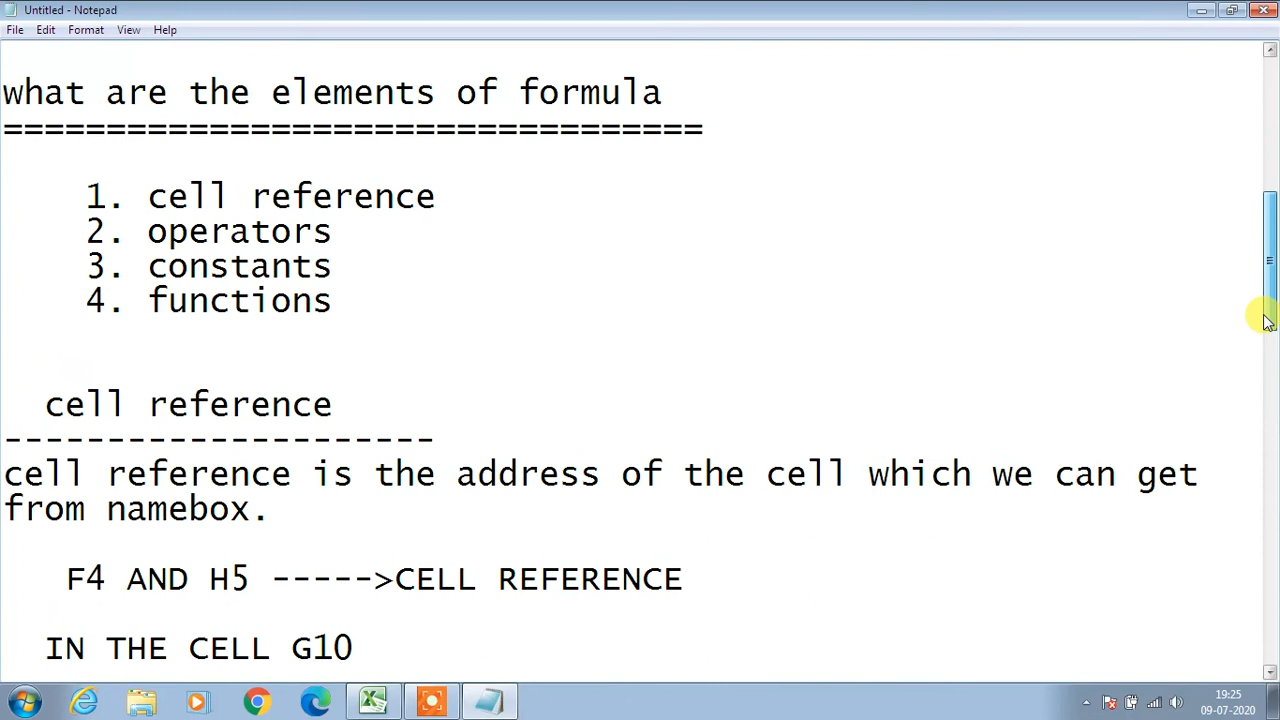 Untitled - Notepad
File Edit Format View Help
what are the elements of formula
==================================
1. cell reference
2. operators
3. constants
4. functions
cell reference
---------------------
cell reference is the address of the cell which we can get
from namebox.
F4 AND H5 ----->CELL REFERENCE
IN THE CELL G10
19:25
09-07-2020